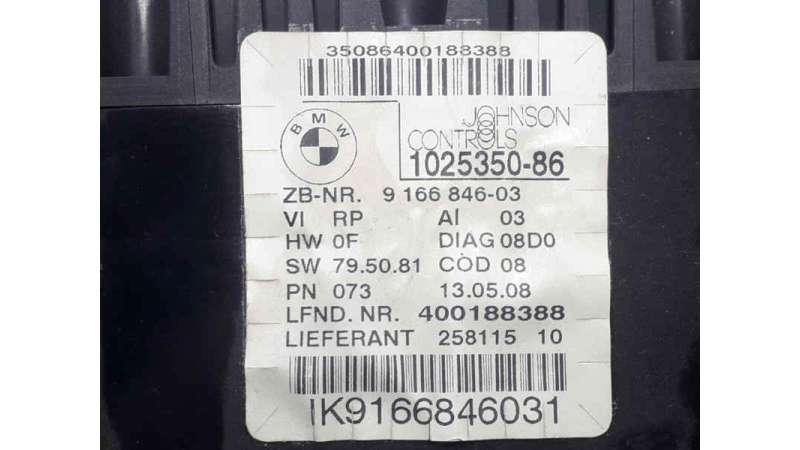 35086400188388
BMW
JOHNSON
CONTROLS
1025350-86
ZB-NR. 9 166 846-03
VI RP AI 03
HW 0F DIAG 08D0
SW 79.50.81 COD 08
PN 073 13.05.08
LFND. NR. 400188388
LIEFERANT 258115 10
IK9166846031